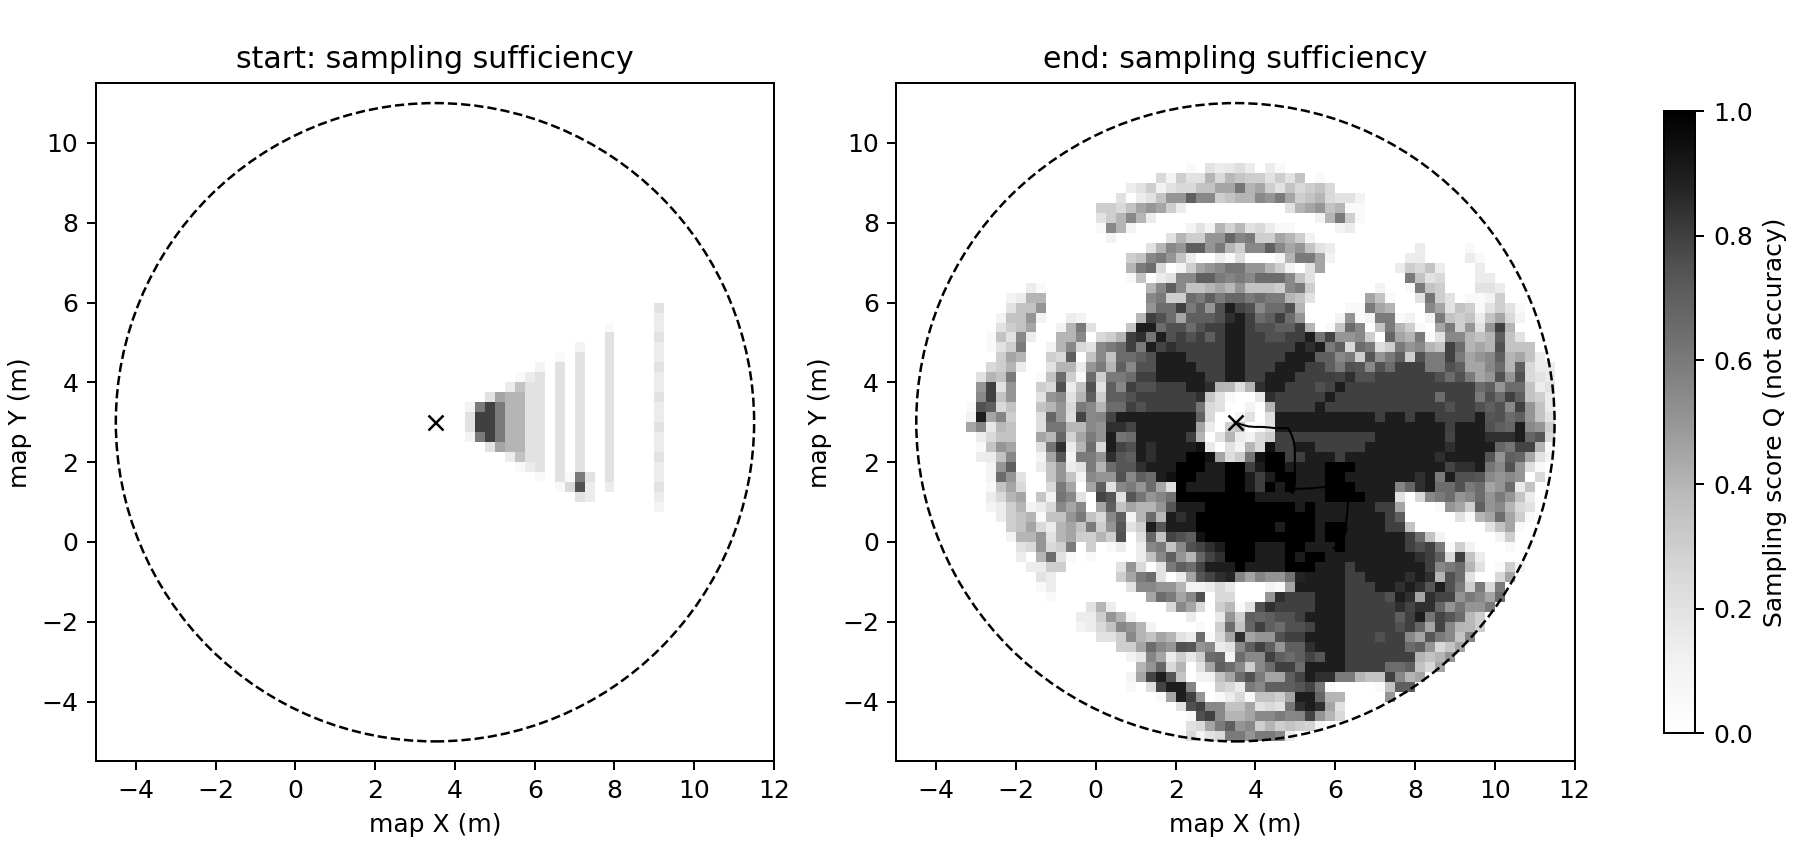 start: sampling sufficiency
end: sampling sufficiency
10
8
6
4
2
0
−2
−4
map Y (m)
−4 −2 0 2 4 6 8 10 12
map X (m)
10
8
6
4
2
0
−2
−4
map Y (m)
−4 −2 0 2 4 6 8 10 12
map X (m)
1.0
0.8
0.6
0.4
0.2
0.0
Sampling score Q (not accuracy)